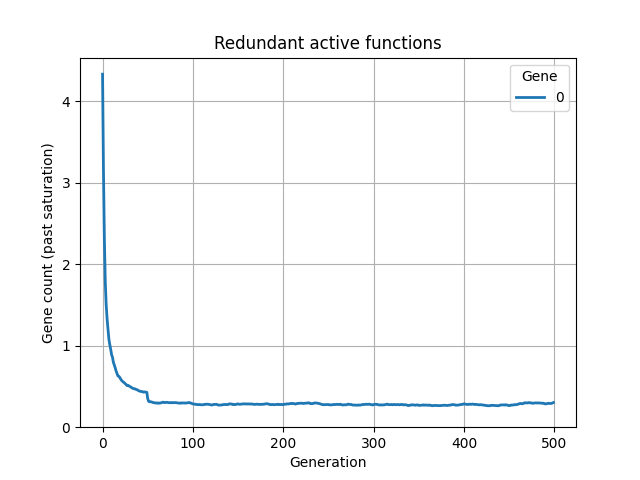 Redundant active functions
Gene
0
Gene count (past saturation)
4
3
2
1
0
0 100 200 300 400 500
Generation